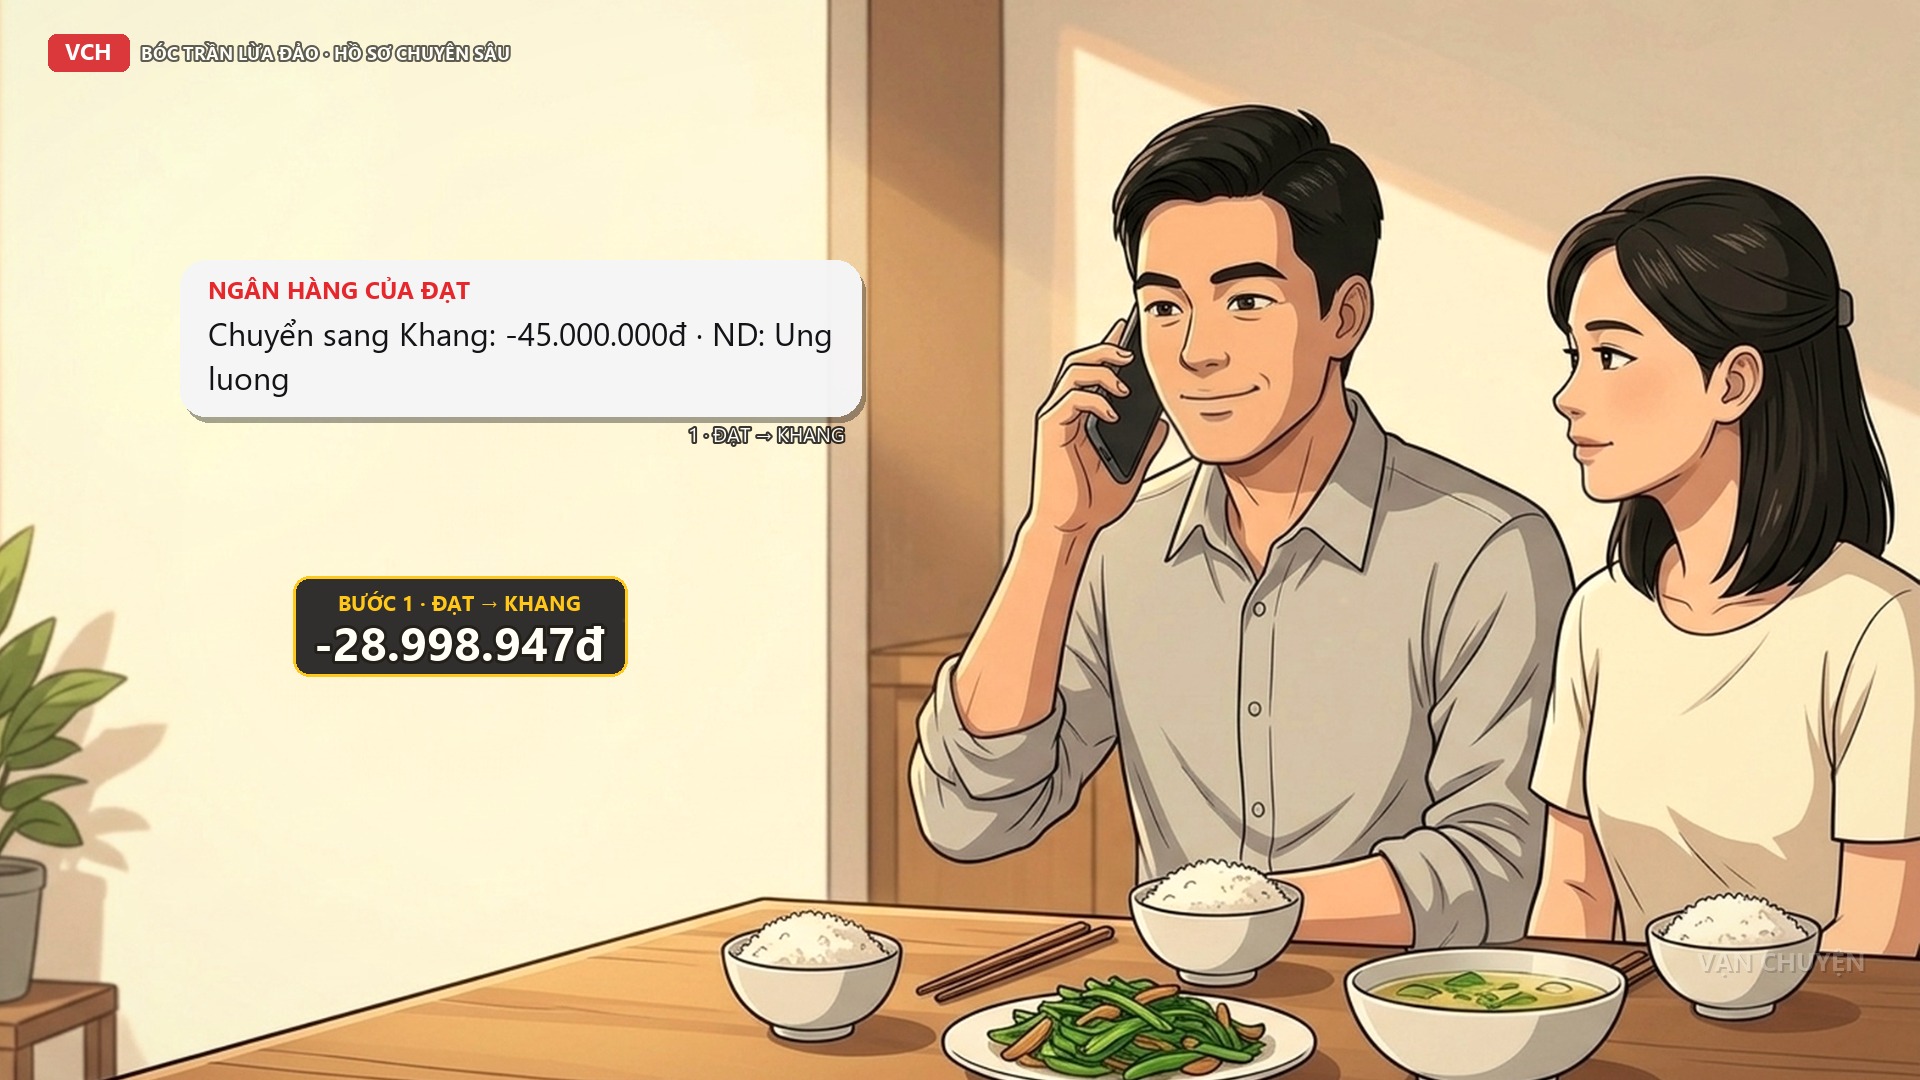 VCH BÓC TRẦN LỪA ĐẢO · HỒ SƠ CHUYÊN SÂU
NGÂN HÀNG CỦA ĐẠT
Chuyển sang Khang: -45.000.000đ · ND: Ung
luong
1 · ĐẠT → KHANG
BƯỚC 1 · ĐẠT → KHANG
-28.998.947đ
VẠN CHUYỆN